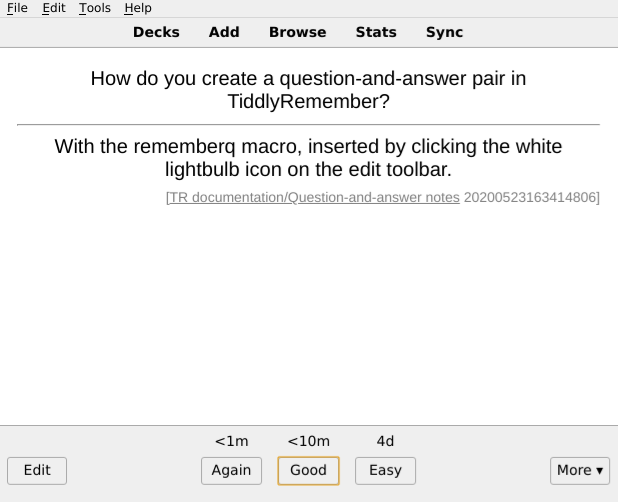 File Edit Tools Help
Decks Add Browse Stats Sync
How do you create a question-and-answer pair in
TiddlyRemember?
With the rememberq macro, inserted by clicking the white
lightbulb icon on the edit toolbar.
[TR documentation/Question-and-answer notes 20200523163414806]
<1m <10m 4d
Edit Again Good Easy More ▾